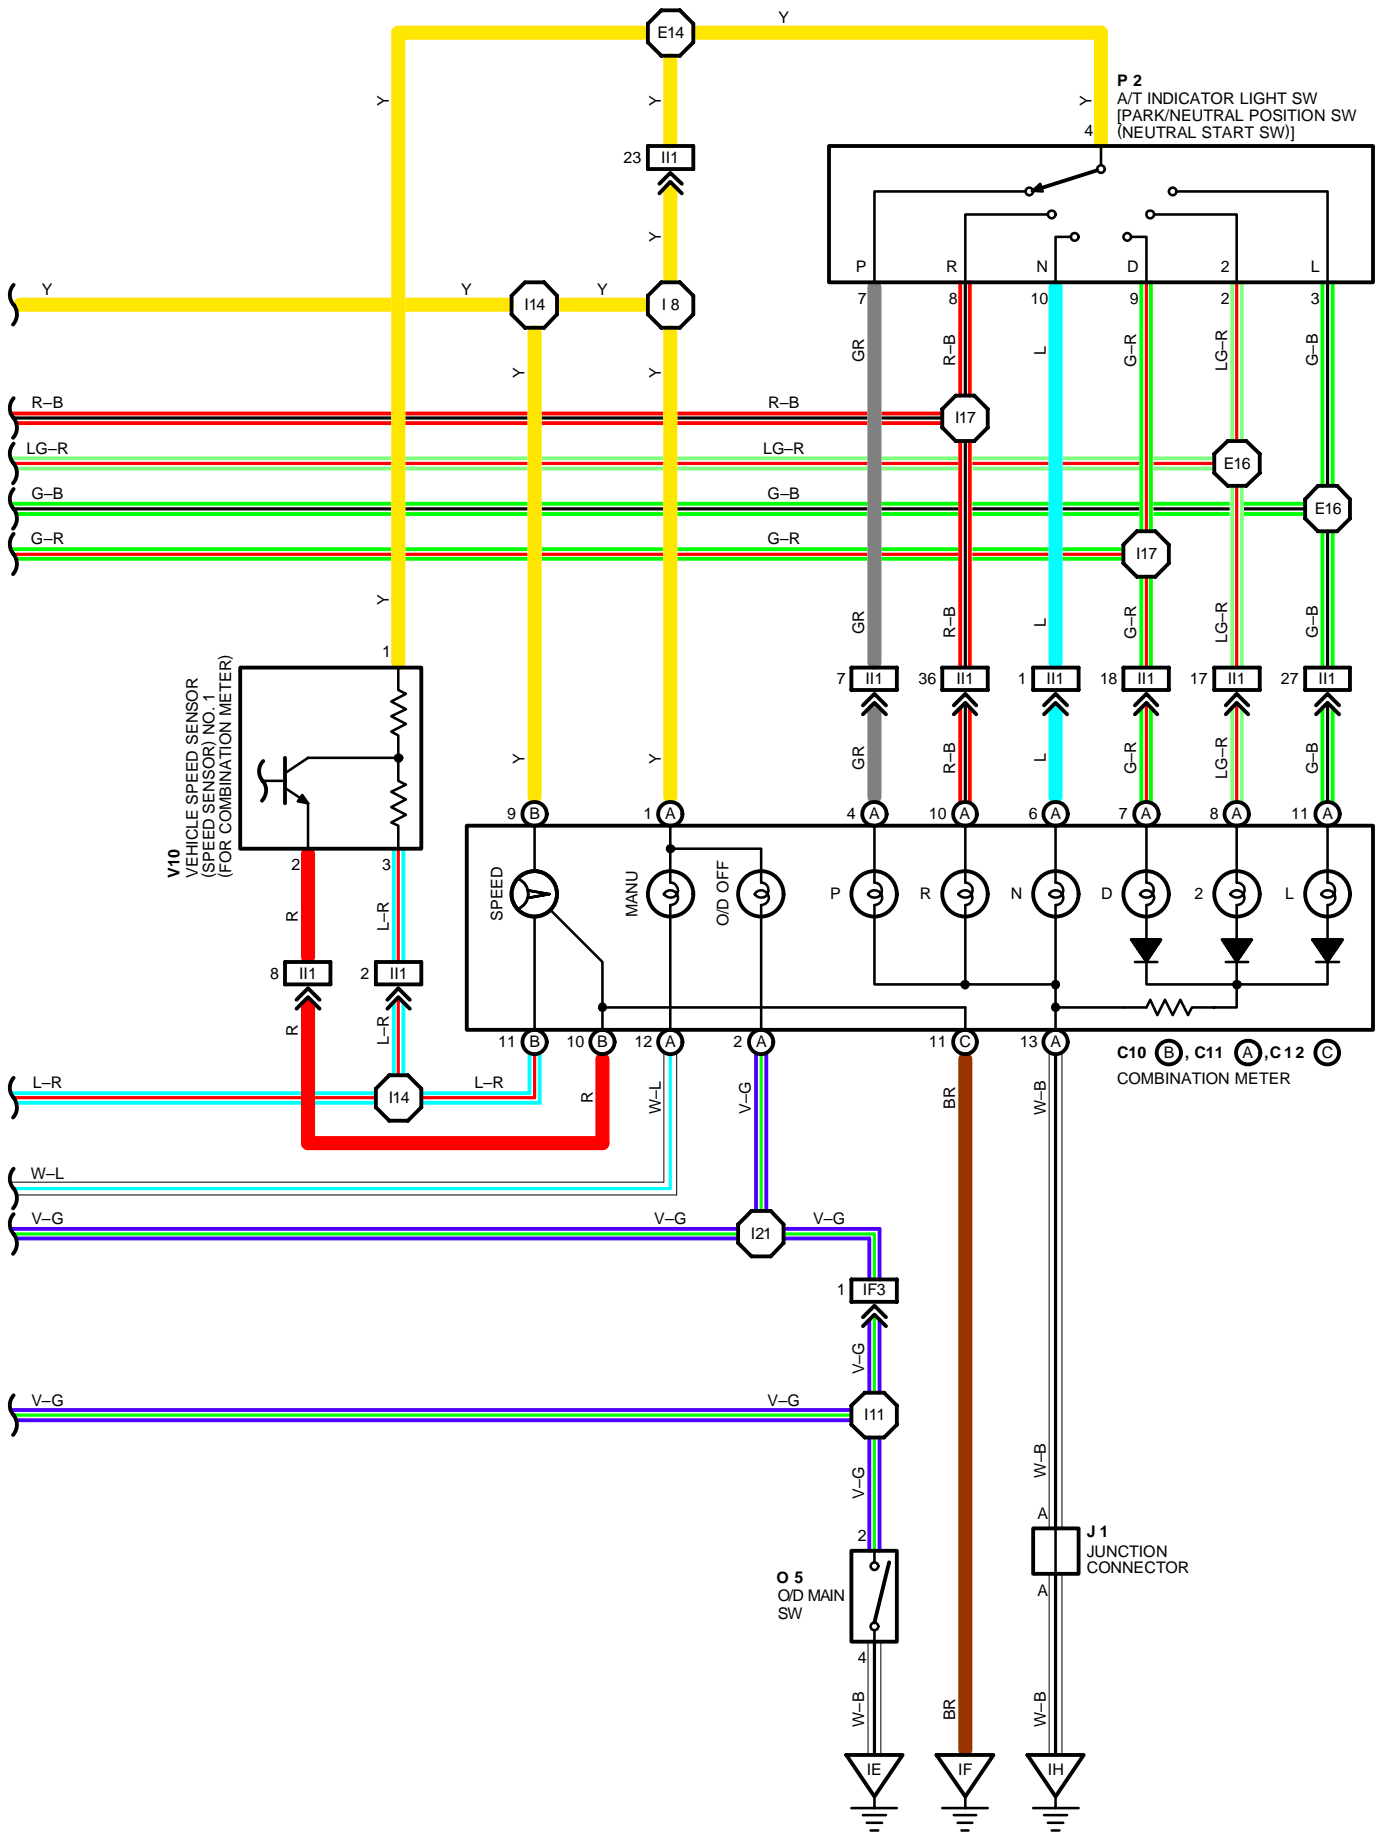 E14
Y
Y
Y
Y
P 2
A/T INDICATOR LIGHT SW
[PARK/NEUTRAL POSITION SW
(NEUTRAL START SW)]
4
23 II1
Y
P R N D 2 L
Y Y I14 Y I 8
7 8 10 9 2 3
GR R–B L G–R LG–R G–B
Y Y
R–B R–B I17
LG–R LG–R E16
G–B G–B E16
G–R G–R I17
Y
GR R–B L G–R LG–R G–B
1
7 II1 36 II1 1 II1 18 II1 17 II1 27 II1
V10
VEHICLE SPEED SENSOR
(SPEED SENSOR) NO. 1
(FOR COMBINATION METER)
Y Y GR R–B L G–R LG–R G–B
9 B 1 A 4 A 10 A 6 A 7 A 8 A 11 A
2 3
SPEED MANU O/D OFF P R N D 2 L
R L–R
8 II1 2 II1
R L–R
11 B 10 B 12 A 2 A 11 C 13 A
C10 B , C11 A ,C12 C
COMBINATION METER
L–R I14 L–R R W–L V–G BR W–B
W–L
V–G V–G I21 V–G
1 IF3
V–G
V–G V–G I11
V–G W–B
2 A
J 1
JUNCTION
CONNECTOR
O 5
O/D MAIN
SW
A
4
W–B BR W–B
IE IF IH